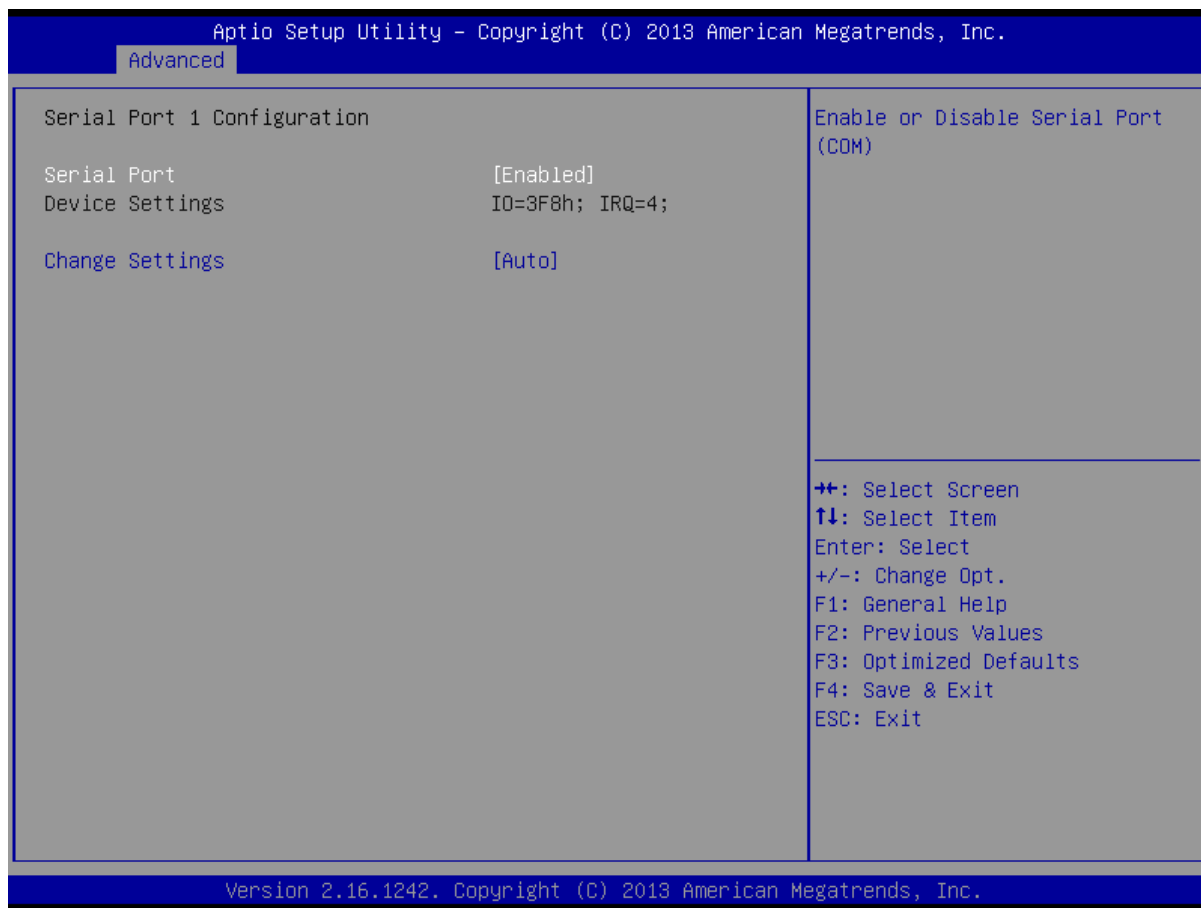 Aptio Setup Utility – Copyright (C) 2013 American Megatrends, Inc.
Advanced
Serial Port 1 Configuration
Serial Port [Enabled]
Device Settings IO=3F8h; IRQ=4;
Change Settings [Auto]
Enable or Disable Serial Port
(COM)
→←: Select Screen
↑↓: Select Item
Enter: Select
+/-: Change Opt.
F1: General Help
F2: Previous Values
F3: Optimized Defaults
F4: Save & Exit
ESC: Exit
Version 2.16.1242. Copyright (C) 2013 American Megatrends, Inc.